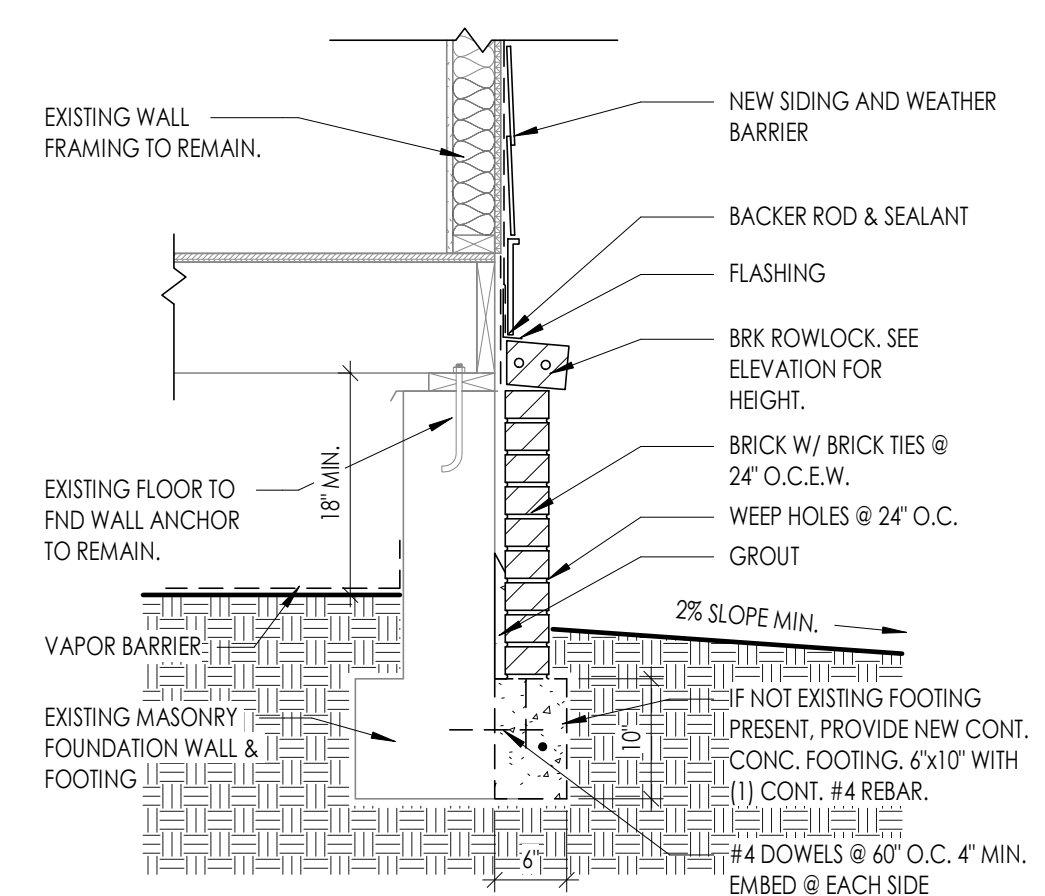 EXISTING WALL
FRAMING TO REMAIN.
18" MIN.
EXISTING FLOOR TO
FND WALL ANCHOR
TO REMAIN.
VAPOR BARRIER
EXISTING MASONRY
FOUNDATION WALL &
FOOTING
NEW SIDING AND WEATHER
BARRIER
BACKER ROD & SEALANT
FLASHING
BRK ROWLOCK. SEE
ELEVATION FOR
HEIGHT.
BRICK W/ BRICK TIES @
24" O.C.E.W.
WEEP HOLES @ 24" O.C.
GROUT
2% SLOPE MIN.
IF NOT EXISTING FOOTING
PRESENT, PROVIDE NEW CONT.
CONC. FOOTING. 6"x10" WITH
(1) CONT. #4 REBAR.
10"
6"
#4 DOWELS @ 60" O.C. 4" MIN.
EMBED @ EACH SIDE